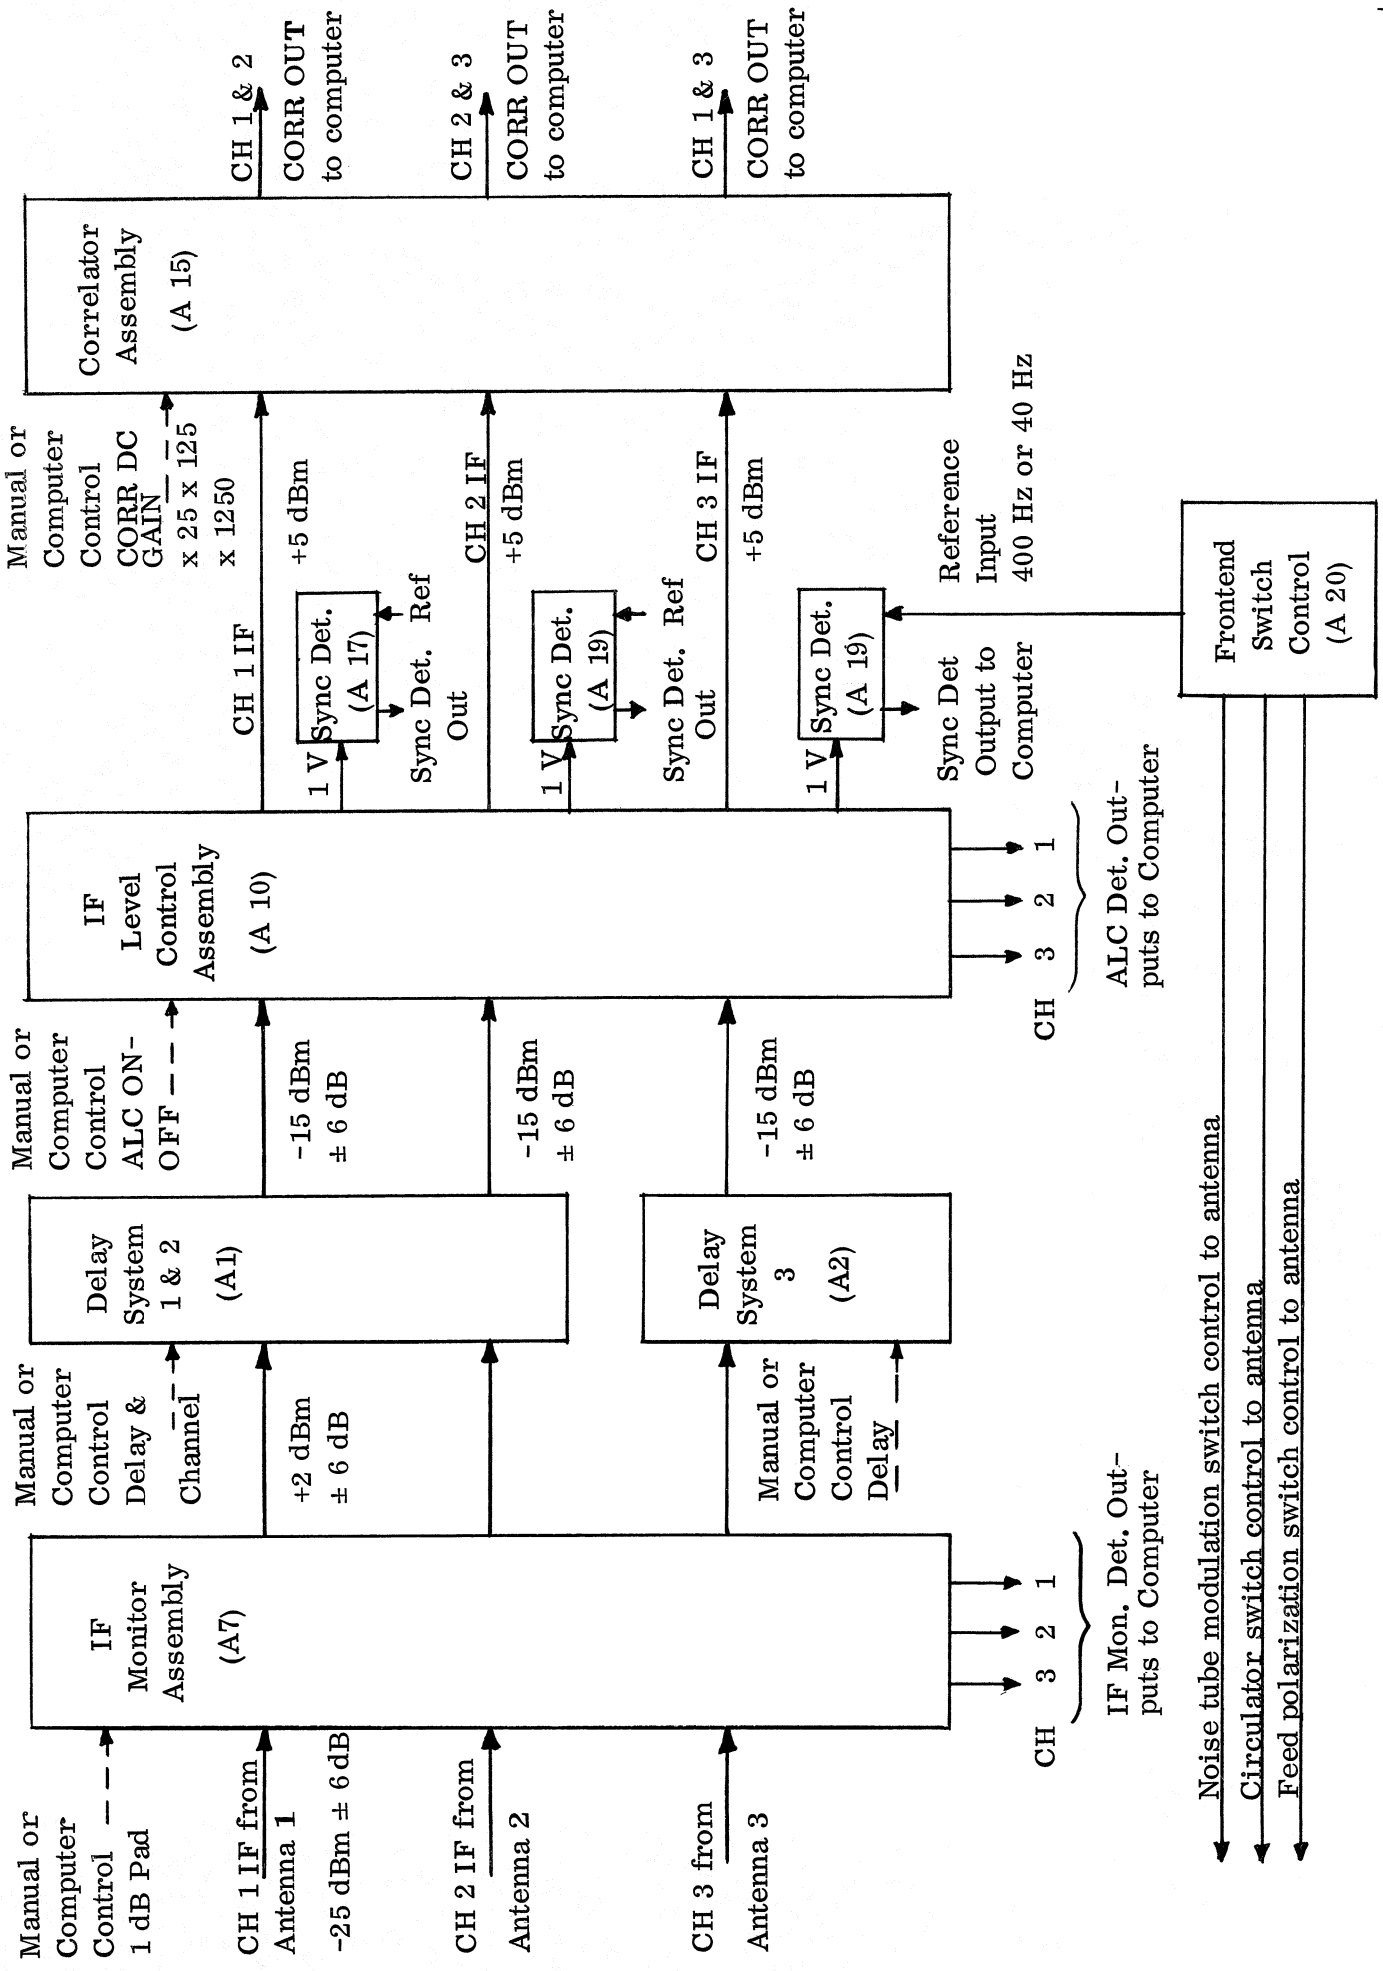 Manual or
Computer
Control
1 dB Pad
CH 1 IF from
Antenna 1
-25 dBm ± 6 dB
CH 2 IF from
Antenna 2
CH 3 from
Antenna 3
IF
Monitor
Assembly
(A7)
CH 3 2 1
IF Mon. Det. Out-
puts to Computer
Manual or
Computer
Control
Delay &
Channel
+2 dBm
± 6 dB
Manual or
Computer
Control
Delay
Delay
System
1 & 2
(A1)
Delay
System
3
(A2)
Manual or
Computer
Control
ALC ON-
OFF
-15 dBm
± 6 dB
-15 dBm
± 6 dB
-15 dBm
± 6 dB
IF
Level
Control
Assembly
(A 10)
CH 3 2 1
ALC Det. Out-
puts to Computer
CH 1 IF
1 V
Sync Det.
(A 17)
Sync Det. Ref
Out
1 V
Sync Det.
(A 19)
Sync Det. Ref
Out
1 V
Sync Det.
(A 19)
Sync Det
Output to
Computer
Reference
Input
400 Hz or 40 Hz
Manual or
Computer
Control
CORR DC
GAIN
x 25 x 125
x 1250
+5 dBm
CH 2 IF
+5 dBm
CH 3 IF
+5 dBm
Correlator
Assembly
(A 15)
CH 1 & 2
CORR OUT
to computer
CH 2 & 3
CORR OUT
to computer
CH 1 & 3
CORR OUT
to computer
Frontend
Switch
Control
(A 20)
Noise tube modulation switch control to antenna
Circulator switch control to antenna
Feed polarization switch control to antenna